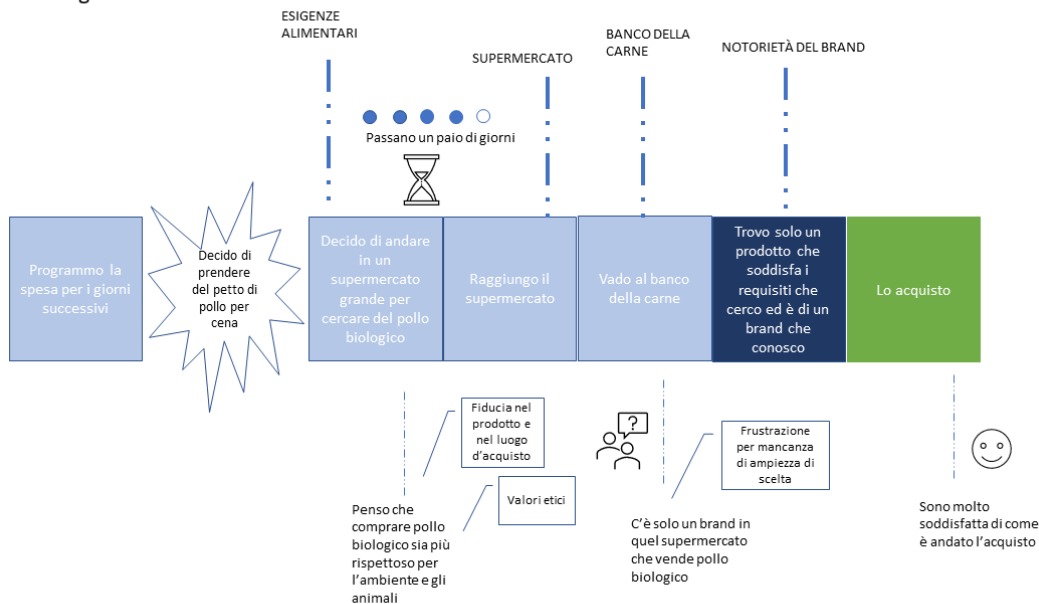 ESIGENZE
ALIMENTARI
SUPERMERCATO
BANCO DELLA
CARNE
NOTORIETÀ DEL BRAND
Passano un paio di giorni
Programmo la
spesa per i giorni
successivi
Decido di
prendere
del petto di
pollo per
cena
Decido di andare
in un
supermercato
grande per
cercare del pollo
biologico
Raggiungo il
supermercato
Vado al banco
della carne
Trovo solo un
prodotto che
soddisfa i
requisiti che
cerco ed è di un
brand che
conosco
Lo acquisto
Fiducia nel
prodotto e
nel luogo
d’acquisto
Valori etici
Penso che
comprare pollo
biologico sia più
rispettoso per
l’ambiente e gli
animali
?
Frustrazione
per mancanza
di ampiezza di
scelta
C’è solo un brand in
quel supermercato
che vende pollo
biologico
Sono molto
soddisfatta di come
è andato l’acquisto